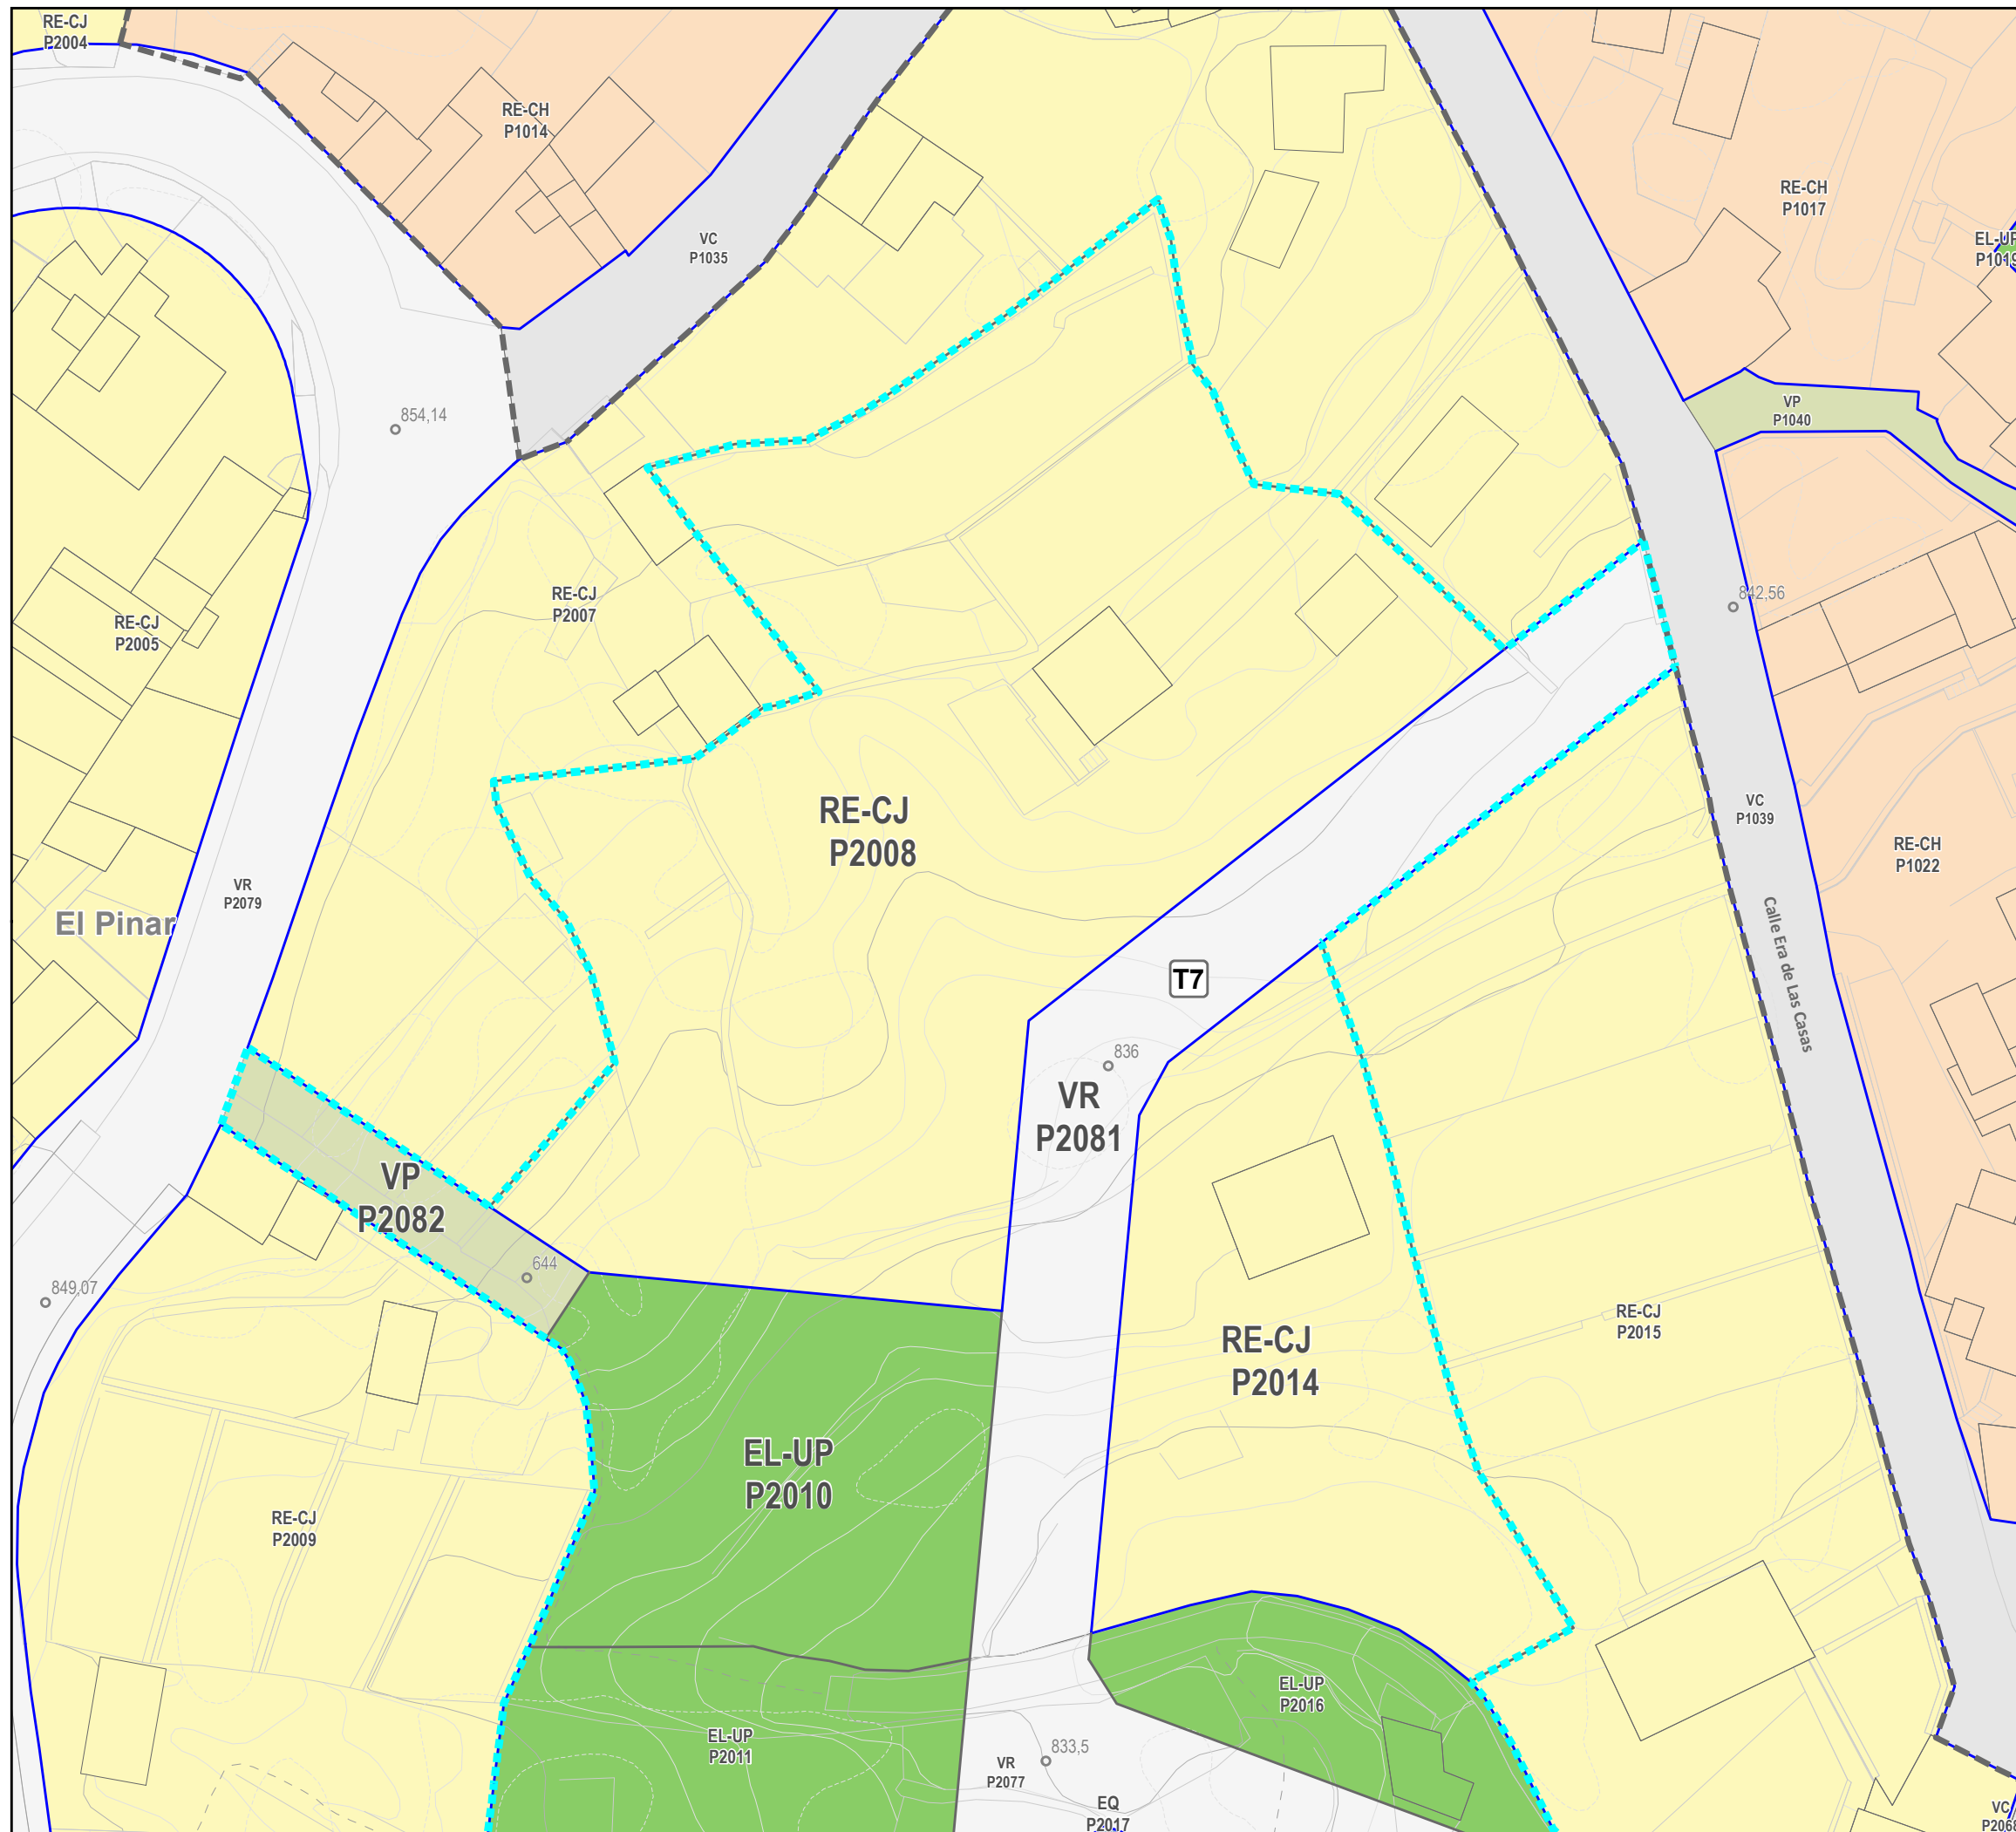 RE-CJ
P2004
RE-CH
P1014
VC
P1035
RE-CH
P1017
EL-UP
P1019
VP
P1040
854,14
RE-CJ
P2007
842,56
RE-CJ
P2005
RE-CJ
P2008
VC
P1039
RE-CH
P1022
VR
P2079
El Pinar
Calle Era de Las Casas
T7
836
VR
P2081
VP
P2082
644
849,07
RE-CJ
P2015
RE-CJ
P2014
EL-UP
P2010
RE-CJ
P2009
EL-UP
P2016
EL-UP
P2011
833,5
VR
P2077
EQ
P2017
VC